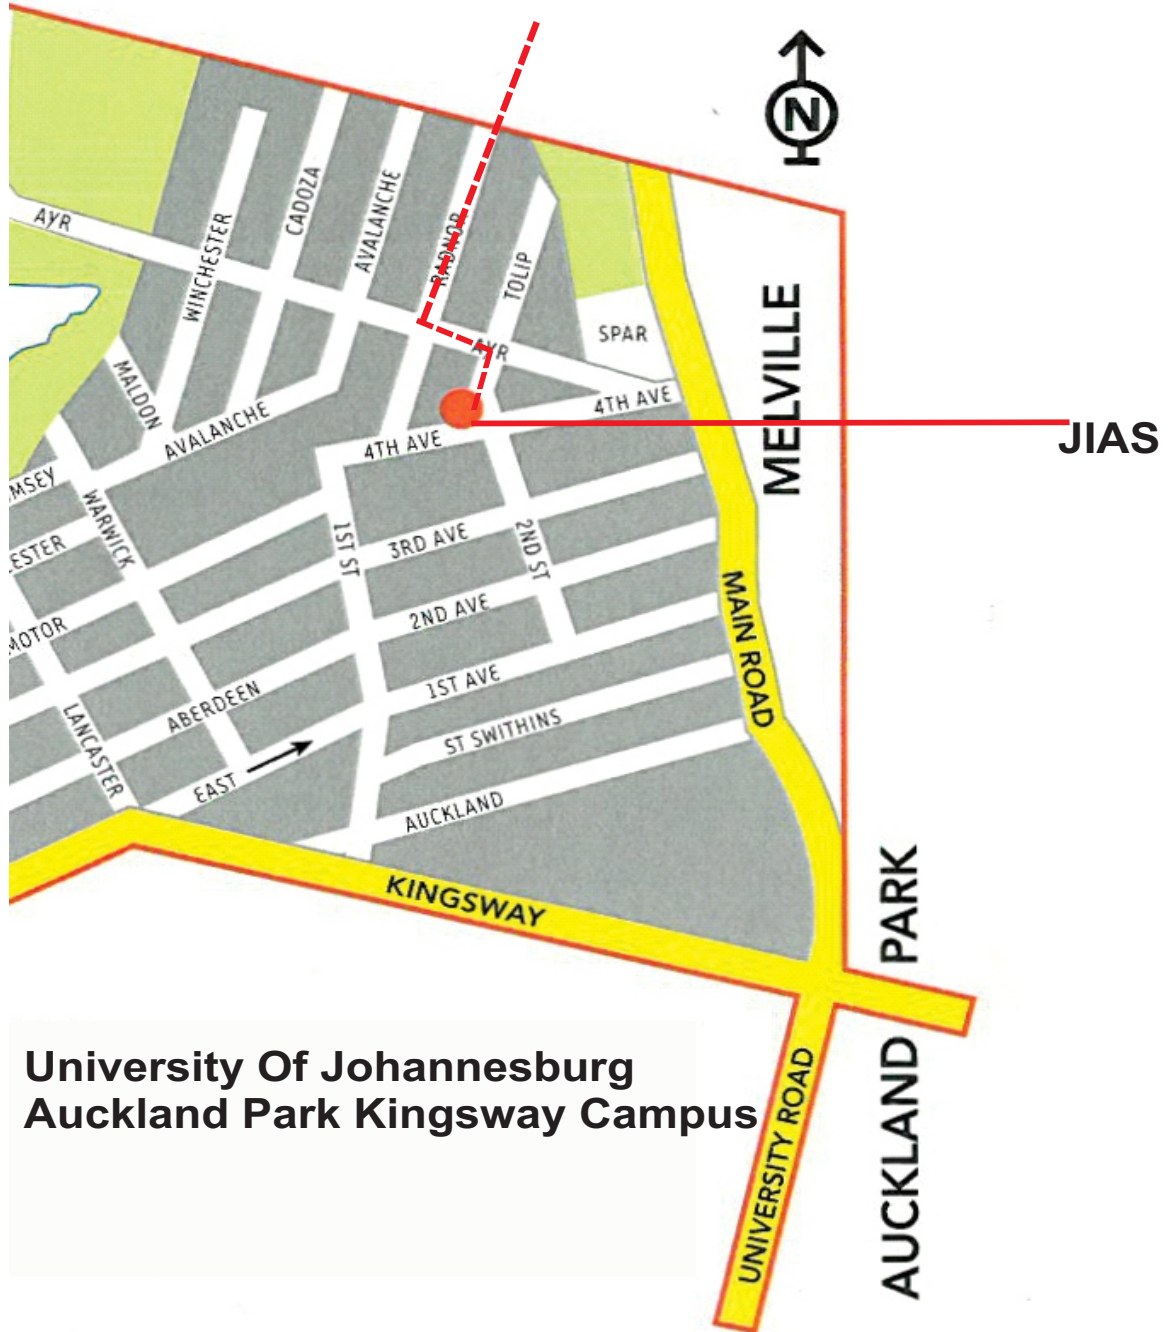 N
CADOZA
AVALANCHE
WINCHESTER
RADNOR
AYR
TOLIP
SPAR
MELVILLE
AYR
MALDON
4TH AVE
AVALANCHE
4TH AVE
JIAS
MSEY
WARWICK
1ST ST
3RD AVE
2ND ST
ESTER
2ND AVE
MOTOR
MAIN ROAD
1ST AVE
ABERDEEN
LANCASTER
ST SWITHINS
EAST
AUCKLAND
KINGSWAY
AUCKLAND PARK
University Of Johannesburg
Auckland Park Kingsway Campus
UNIVERSITY ROAD